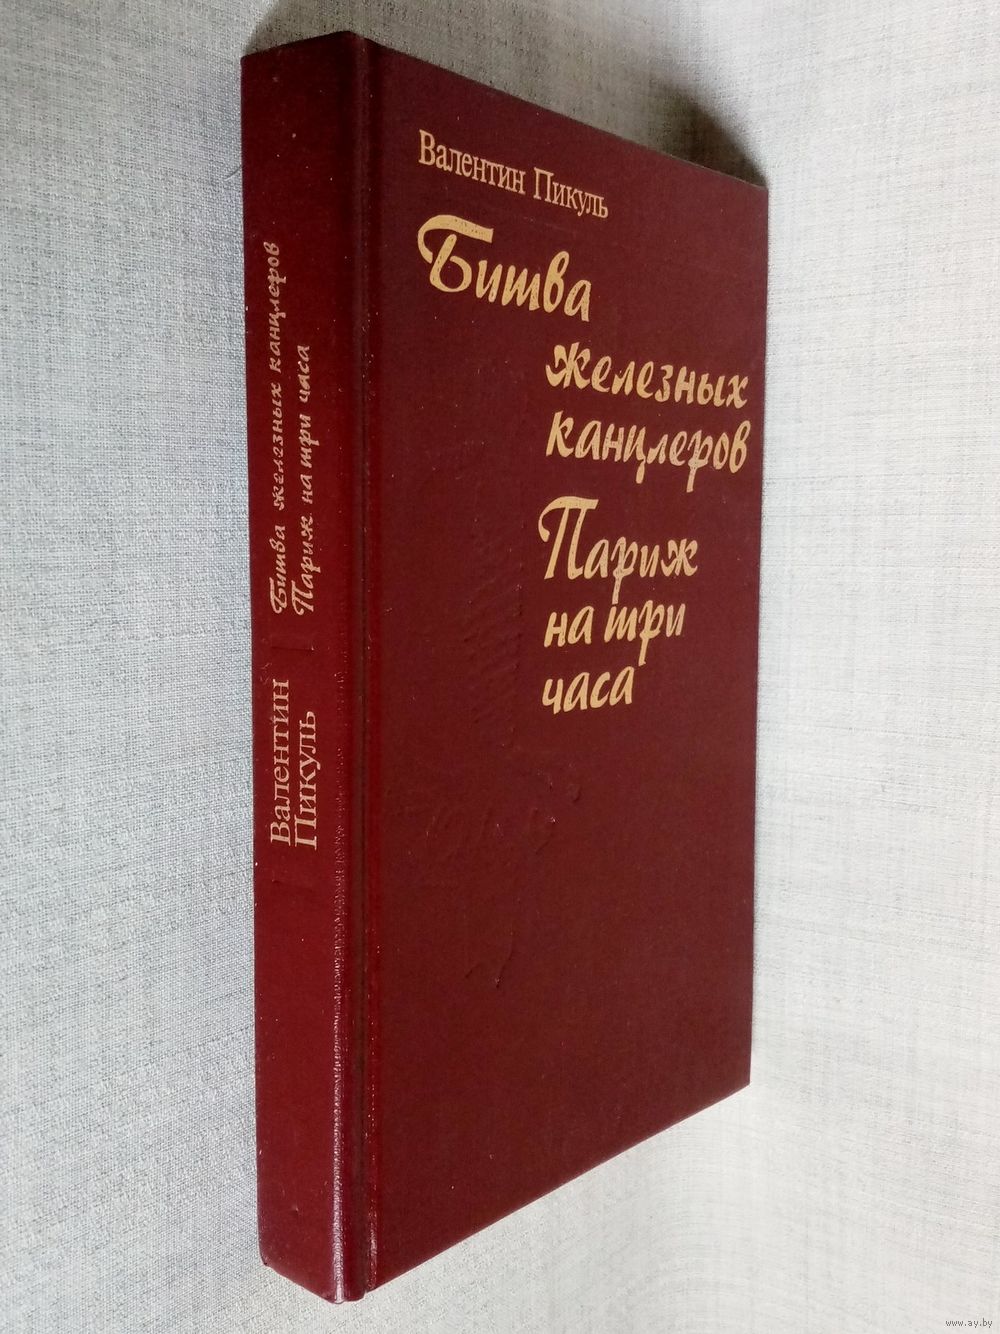 Валентин Пикуль
Битва
железных
канцлеров
Париж
на три
часа
Валентин
Пикуль
Битва железных канцлеров
Париж на три часа
www.ay.by